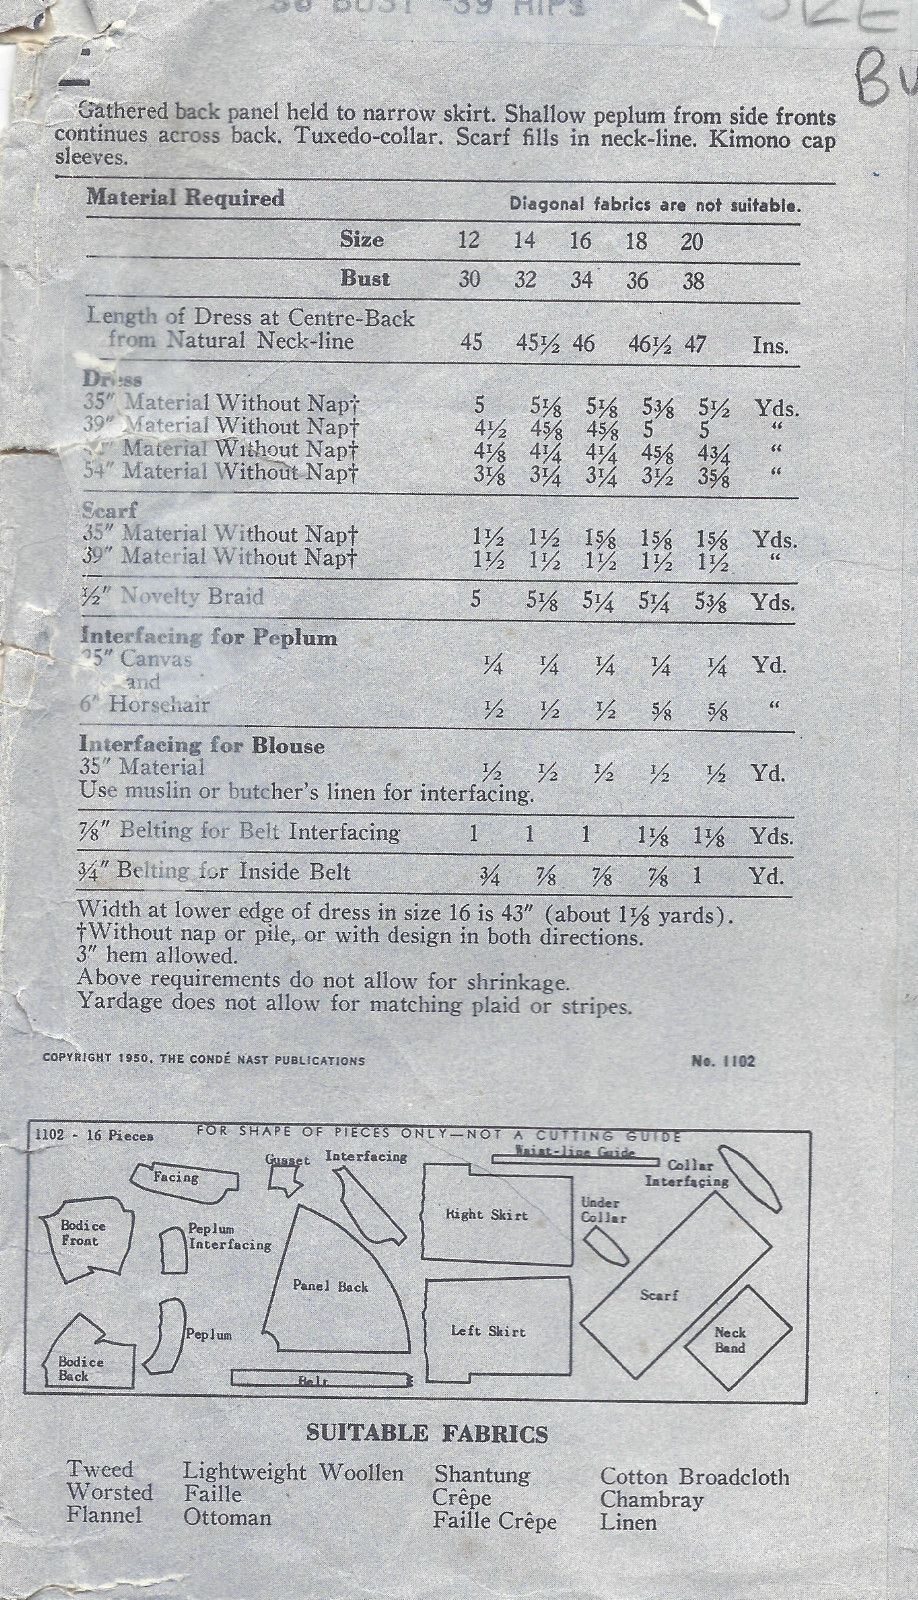 36 BUST 39 HIPS
Gathered back panel held to narrow skirt. Shallow peplum from side fronts
continues across back. Tuxedo-collar. Scarf fills in neck-line. Kimono cap
sleeves.
Material Required Diagonal fabrics are not suitable.
Size 12 14 16 18 20
Bust 30 32 34 36 38
Length of Dress at Centre-Back
from Natural Neck-line 45 45½ 46 46½ 47 Ins.
Dress
35″ Material Without Nap† 5 5⅛ 5⅛ 5⅜ 5½ Yds.
39″ Material Without Nap† 4½ 4⅝ 4⅝ 5 5 “
Material Without Nap† 4⅛ 4¼ 4¼ 4⅝ 4¾ “
54″ Material Without Nap† 3⅛ 3¼ 3¼ 3½ 3⅝ “
Scarf
35″ Material Without Nap† 1½ 1½ 1⅝ 1⅝ 1⅝ Yds.
39″ Material Without Nap† 1½ 1½ 1½ 1½ 1½ “
½″ Novelty Braid 5 5⅛ 5¼ 5¼ 5⅜ Yds.
Interfacing for Peplum
25″ Canvas ¼ ¼ ¼ ¼ ¼ Yd.
and
6″ Horsehair ½ ½ ½ ⅝ ⅝ “
Interfacing for Blouse
35″ Material ½ ½ ½ ½ ½ Yd.
Use muslin or butcher's linen for interfacing.
⅞″ Belting for Belt Interfacing 1 1 1 1⅛ 1⅛ Yds.
¾″ Belting for Inside Belt ¾ ⅞ ⅞ ⅞ 1 Yd.
Width at lower edge of dress in size 16 is 43″ (about 1⅛ yards).
†Without nap or pile, or with design in both directions.
3″ hem allowed.
Above requirements do not allow for shrinkage.
Yardage does not allow for matching plaid or stripes.
COPYRIGHT 1950, THE CONDÉ NAST PUBLICATIONS No. 1102
1102 - 16 Pieces FOR SHAPE OF PIECES ONLY—NOT A CUTTING GUIDE
Waist-line Guide
Facing
Gusset
Interfacing
Collar
Interfacing
Bodice
Front
Peplum
Interfacing
Right Skirt
Under
Collar
Panel Back
Scarf
Peplum
Left Skirt
Neck
Band
Bodice
Back
Belt
SUITABLE FABRICS
Tweed Lightweight Woollen Shantung Cotton Broadcloth
Worsted Faille Crêpe Chambray
Flannel Ottoman Faille Crêpe Linen